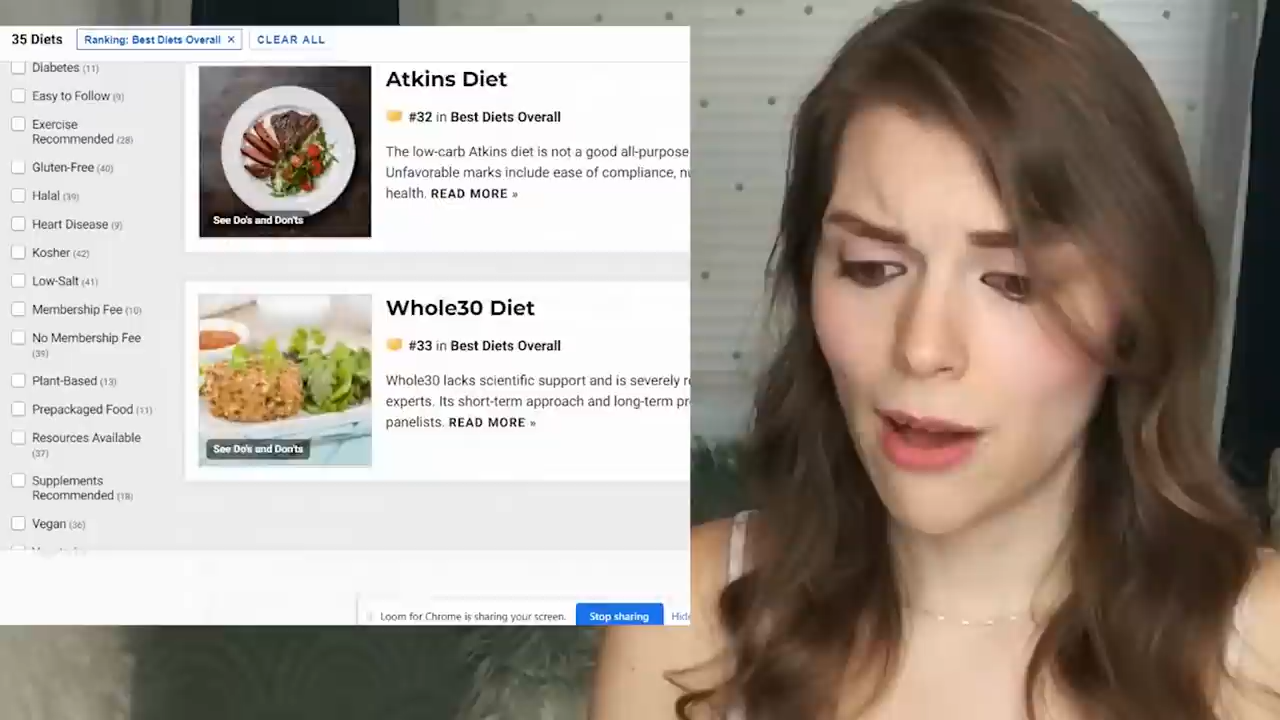 35 Diets
Ranking: Best Diets Overall ×
CLEAR ALL
Diabetes (11)
Easy to Follow (9)
Exercise
Recommended (28)
Gluten-Free (40)
Halal (39)
Heart Disease (9)
Kosher (42)
Low-Salt (41)
Membership Fee (10)
No Membership Fee
(39)
Plant-Based (13)
Prepackaged Food (11)
Resources Available
(37)
Supplements
Recommended (18)
Vegan (36)
See Do's and Don'ts
Atkins Diet
#32 in Best Diets Overall
The low-carb Atkins diet is not a good all-purpose
Unfavorable marks include ease of compliance,
health. READ MORE »
See Do's and Don'ts
Whole30 Diet
#33 in Best Diets Overall
Whole30 lacks scientific support and is severely
experts. Its short-term approach and long-term
panelists. READ MORE »
Loom for Chrome is sharing your screen.
Stop sharing
Hide